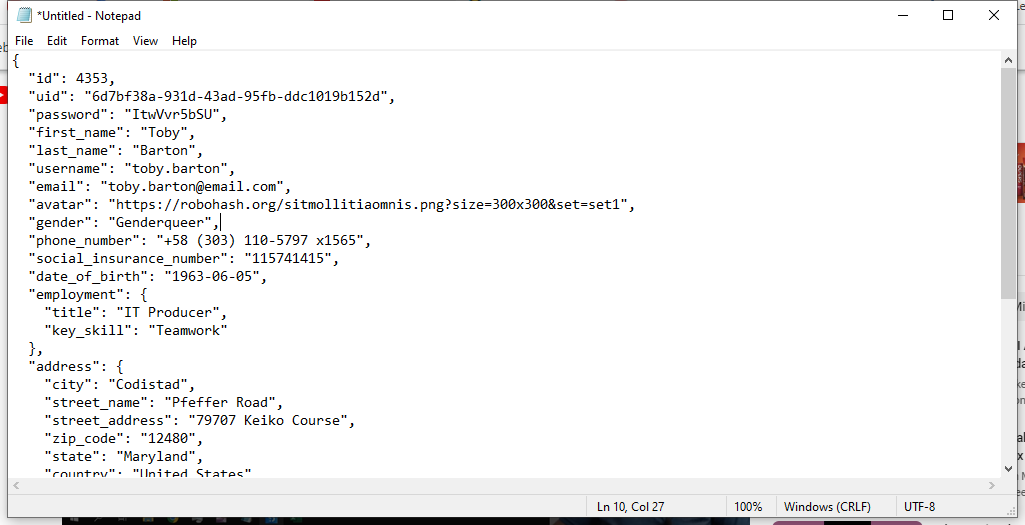 *Untitled - Notepad
File Edit Format View Help
{
  "id": 4353,
  "uid": "6d7bf38a-931d-43ad-95fb-ddc1019b152d",
  "password": "ItwVvr5bSU",
  "first_name": "Toby",
  "last_name": "Barton",
  "username": "toby.barton",
  "email": "toby.barton@email.com",
  "avatar": "https://robohash.org/sitmollitiaomnis.png?size=300x300&set=set1",
  "gender": "Genderqueer",
  "phone_number": "+58 (303) 110-5797 x1565",
  "social_insurance_number": "115741415",
  "date_of_birth": "1963-06-05",
  "employment": {
    "title": "IT Producer",
    "key_skill": "Teamwork"
  },
  "address": {
    "city": "Codistad",
    "street_name": "Pfeffer Road",
    "street_address": "79707 Keiko Course",
    "zip_code": "12480",
    "state": "Maryland",
    "country": "United States"
Ln 10, Col 27 100% Windows (CRLF) UTF-8